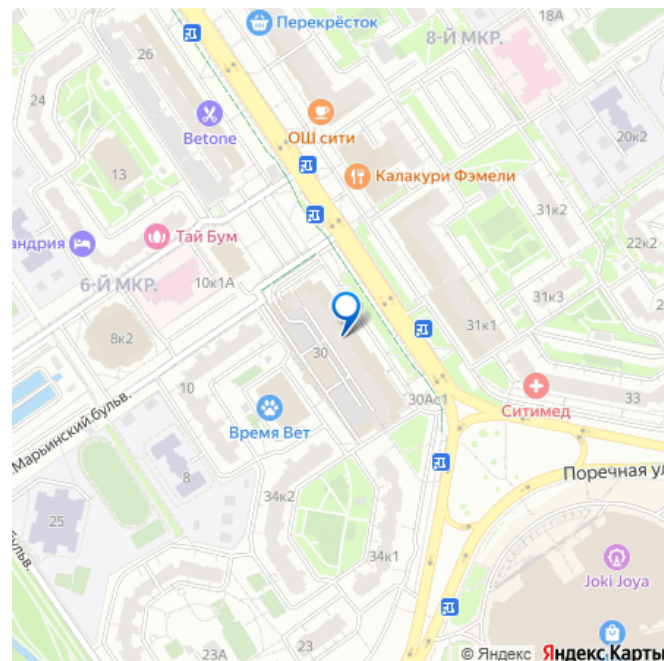 Перекрёсток
18А
8-Й МКР.
26
24
Betone
ОШ сити
20к2
13
Калакури Фэмели
андрия
Тай Бум
31к2
22к2
6-Й МКР.
10к1А
31к3
8к2
31к1
30
10
30Ас1
33
Ситимед
Время Вет
Марьинский бульв.
8
Поречная ул
34к2
25
ульв.
34к1
Joki Joya
23А
© Яндекс Яндекс Карты